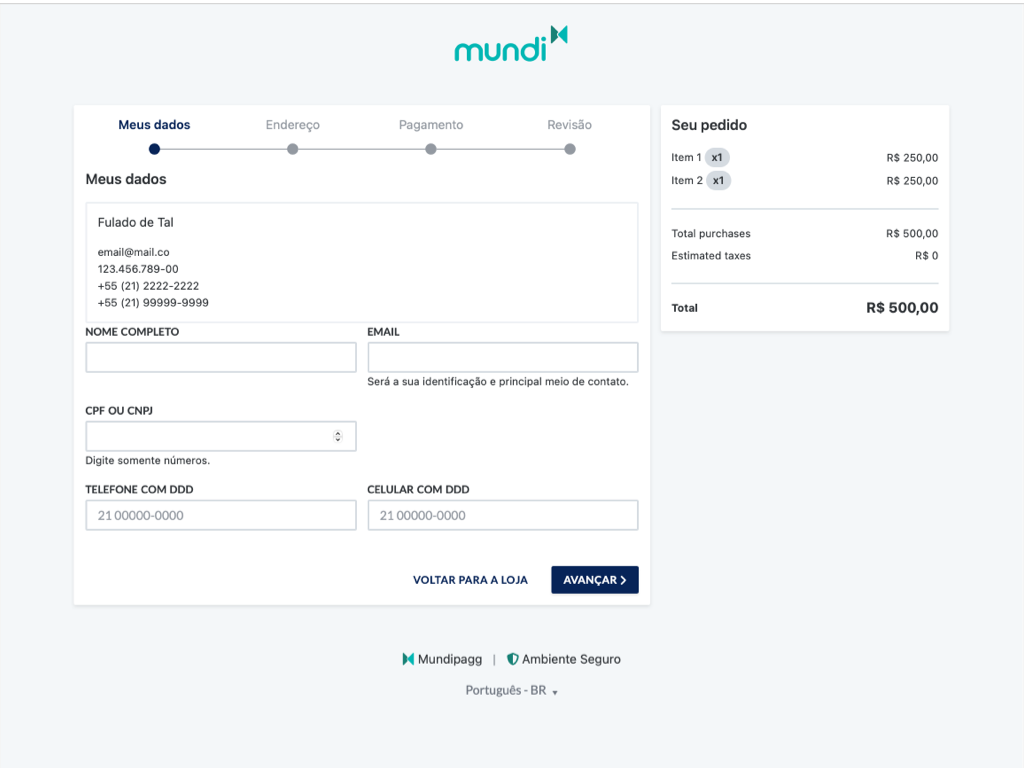 mundi
Meus dados
Endereço
Pagamento
Revisão
Meus dados
Fulado de Tal
email@mail.co
123.456.789-00
+55 (21) 2222-2222
+55 (21) 99999-9999
NOME COMPLETO
EMAIL
Será a sua identificação e principal meio de contato.
CPF OU CNPJ
Digite somente números.
TELEFONE COM DDD
CELULAR COM DDD
21 00000-0000
21 00000-0000
VOLTAR PARA A LOJA
AVANÇAR
Seu pedido
Item 1 x1 R$ 250,00
Item 2 x1 R$ 250,00
Total purchases R$ 500,00
Estimated taxes R$ 0
Total R$ 500,00
Mundipagg | Ambiente Seguro
Português - BR